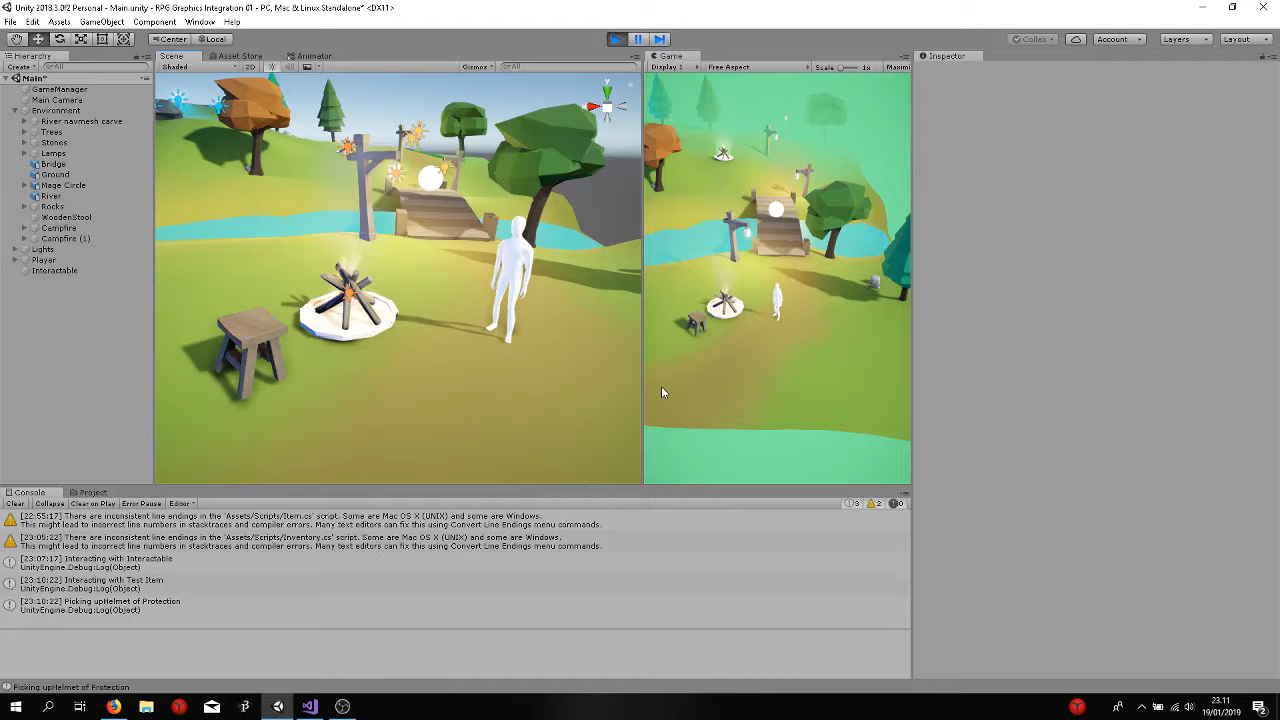 Unity 2018.3.0f2 Personal - Main.unity - RPG Graphics Integration 01 - PC, Mac & Linux Standalone* <DX11>
File Edit Assets GameObject Component Window Help
Center Local Collab Account Layers Layout
Hierarchy Scene Asset Store Animator Game Inspector
Create All Shaded 2D Gizmos All Display 1 Free Aspect Scale 1x Maximi
Main*
GameManager
Main Camera
Environment
River navmesh carve
Trees
Stones
Lamps
Bridge
Ground
Mage Circle
River
Rocks
WoodenStool
Campfire
Campfire (1)
Lights
Player
Interactable
y
Console Project
Clear Collapse Clear on Play Error Pause Editor 3 2 0
[22:55:17] There are inconsistent line endings in the 'Assets/Scripts/Item.cs' script. Some are Mac OS X (UNIX) and some are Windows.
This might lead to incorrect line numbers in stacktraces and compiler errors. Many text editors can fix this using Convert Line Endings menu commands.
[23:05:22] There are inconsistent line endings in the 'Assets/Scripts/Inventory.cs' script. Some are Mac OS X (UNIX) and some are Windows.
This might lead to incorrect line numbers in stacktraces and compiler errors. Many text editors can fix this using Convert Line Endings menu commands.
[23:07:17] Interacting with Interactable
UnityEngine.Debug:Log(Object)
[23:10:22] Interacting with Test Item
UnityEngine.Debug:Log(Object)
[23:10:22] Picking upHelmet of Protection
UnityEngine.Debug:Log(Object)
Picking upHelmet of Protection
23.11
19/01/2019
2